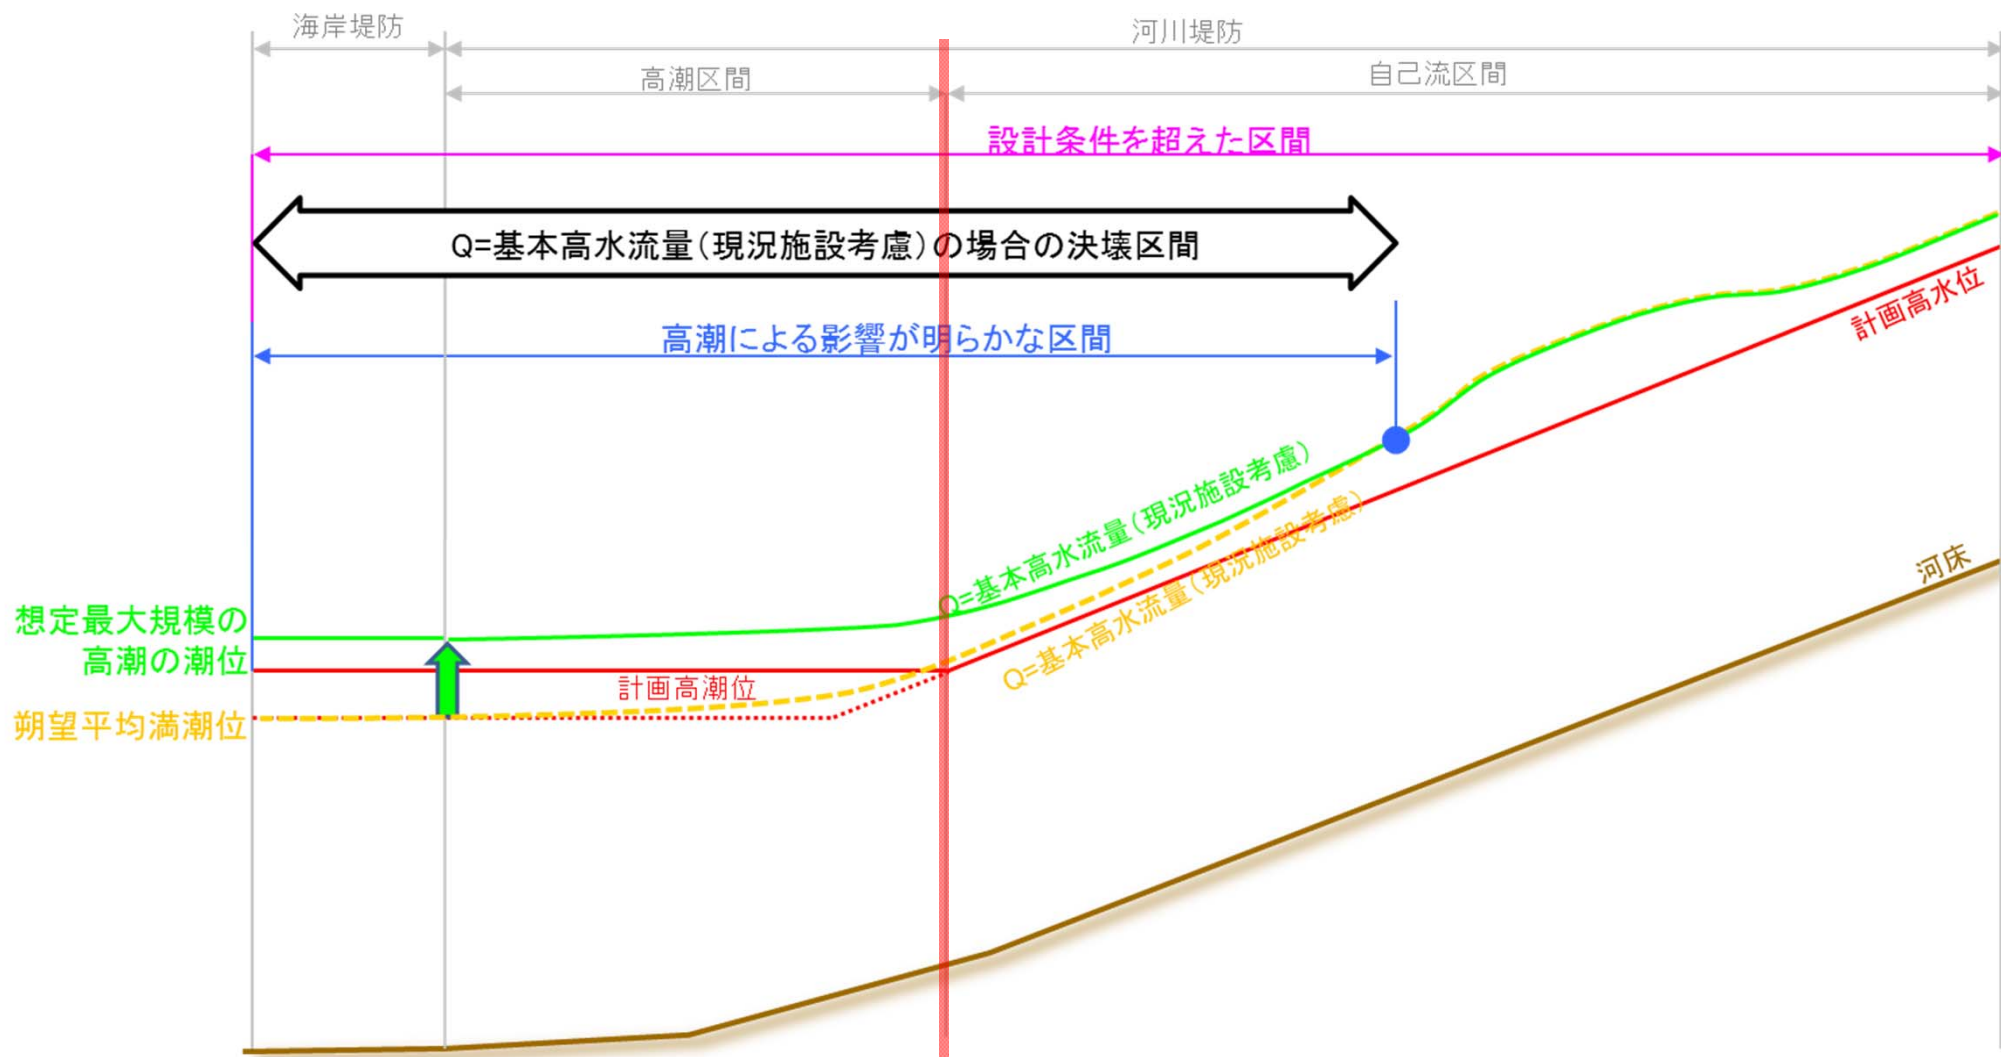 海岸堤防
河川堤防
高潮区間
自己流区間
設計条件を超えた区間
Q=基本高水流量(現況施設考慮)の場合の決壊区間
高潮による影響が明らかな区間
計画高水位
Q=基本高水流量(現況施設考慮)
Q=基本高水流量(現況施設考慮)
河床
想定最大規模の
高潮の潮位
計画高潮位
朔望平均満潮位